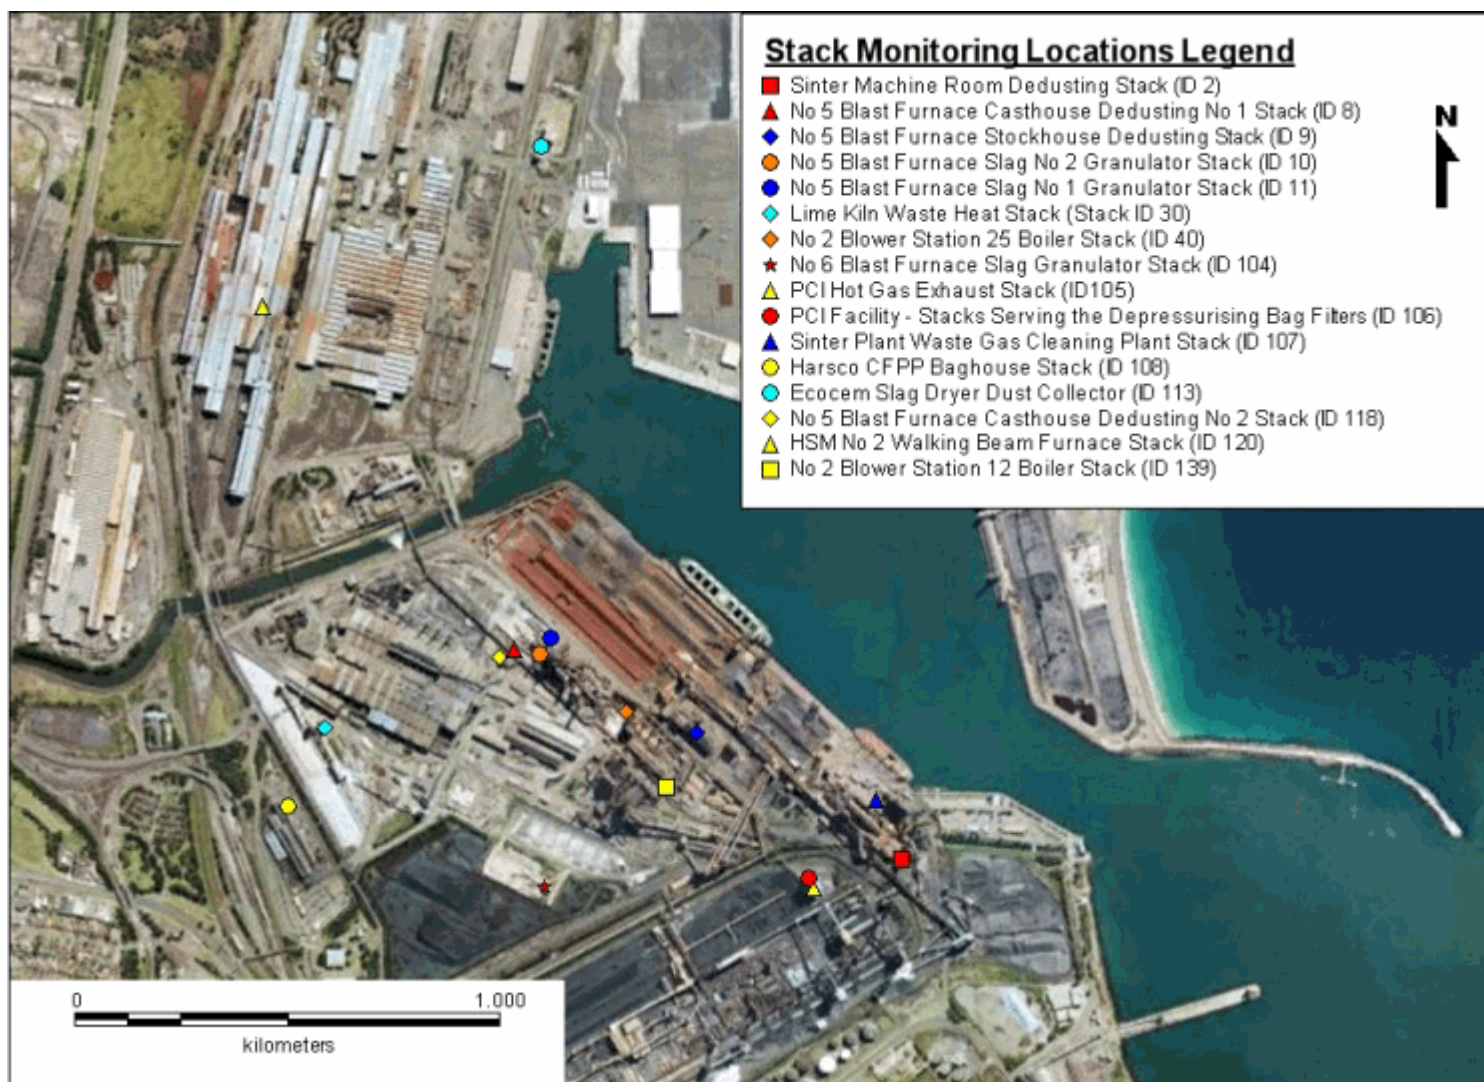 Stack Monitoring Locations Legend
Sinter Machine Room Dedusting Stack (ID 2)
No 5 Blast Furnace Casthouse Dedusting No 1 Stack (ID 8)
No 5 Blast Furnace Stockhouse Dedusting Stack (ID 9)
No 5 Blast Furnace Slag No 2 Granulator Stack (ID 10)
No 5 Blast Furnace Slag No 1 Granulator Stack (ID 11)
Lime Kiln Waste Heat Stack (Stack ID 30)
No 2 Blower Station 25 Boiler Stack (ID 40)
No 6 Blast Furnace Slag Granulator Stack (ID 104)
PCI Hot Gas Exhaust Stack (ID105)
PCI Facility - Stacks Serving the Depressurising Bag Filters (ID 106)
Sinter Plant Waste Gas Cleaning Plant Stack (ID 107)
Harsco CFPP Baghouse Stack (ID 108)
Ecocem Slag Dryer Dust Collector (ID 113)
No 5 Blast Furnace Casthouse Dedusting No 2 Stack (ID 118)
HSM No 2 Walking Beam Furnace Stack (ID 120)
No 2 Blower Station 12 Boiler Stack (ID 139)
N
0 1.000
kilometers